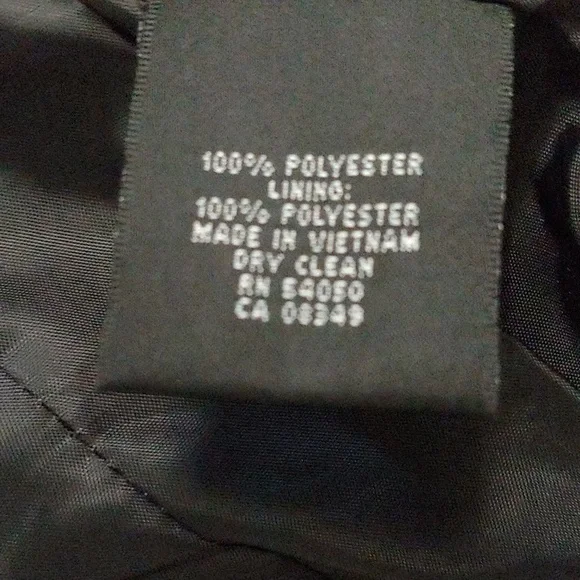 100% POLYESTER
LINING:
100% POLYESTER
MADE IN VIETNAM
DRY CLEAN
RN 54050
CA 08349